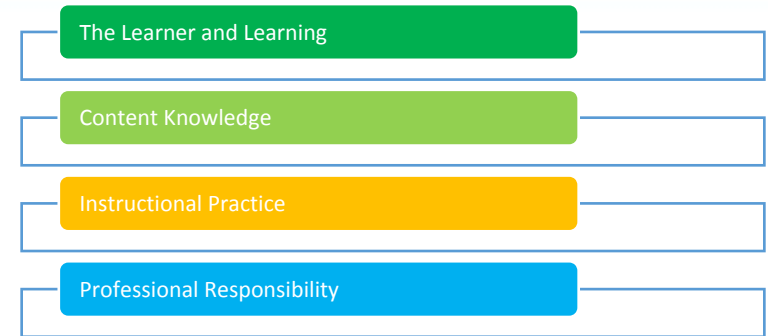 The Learner and Learning
Content Knowledge
Instructional Practice
Professional Responsibility